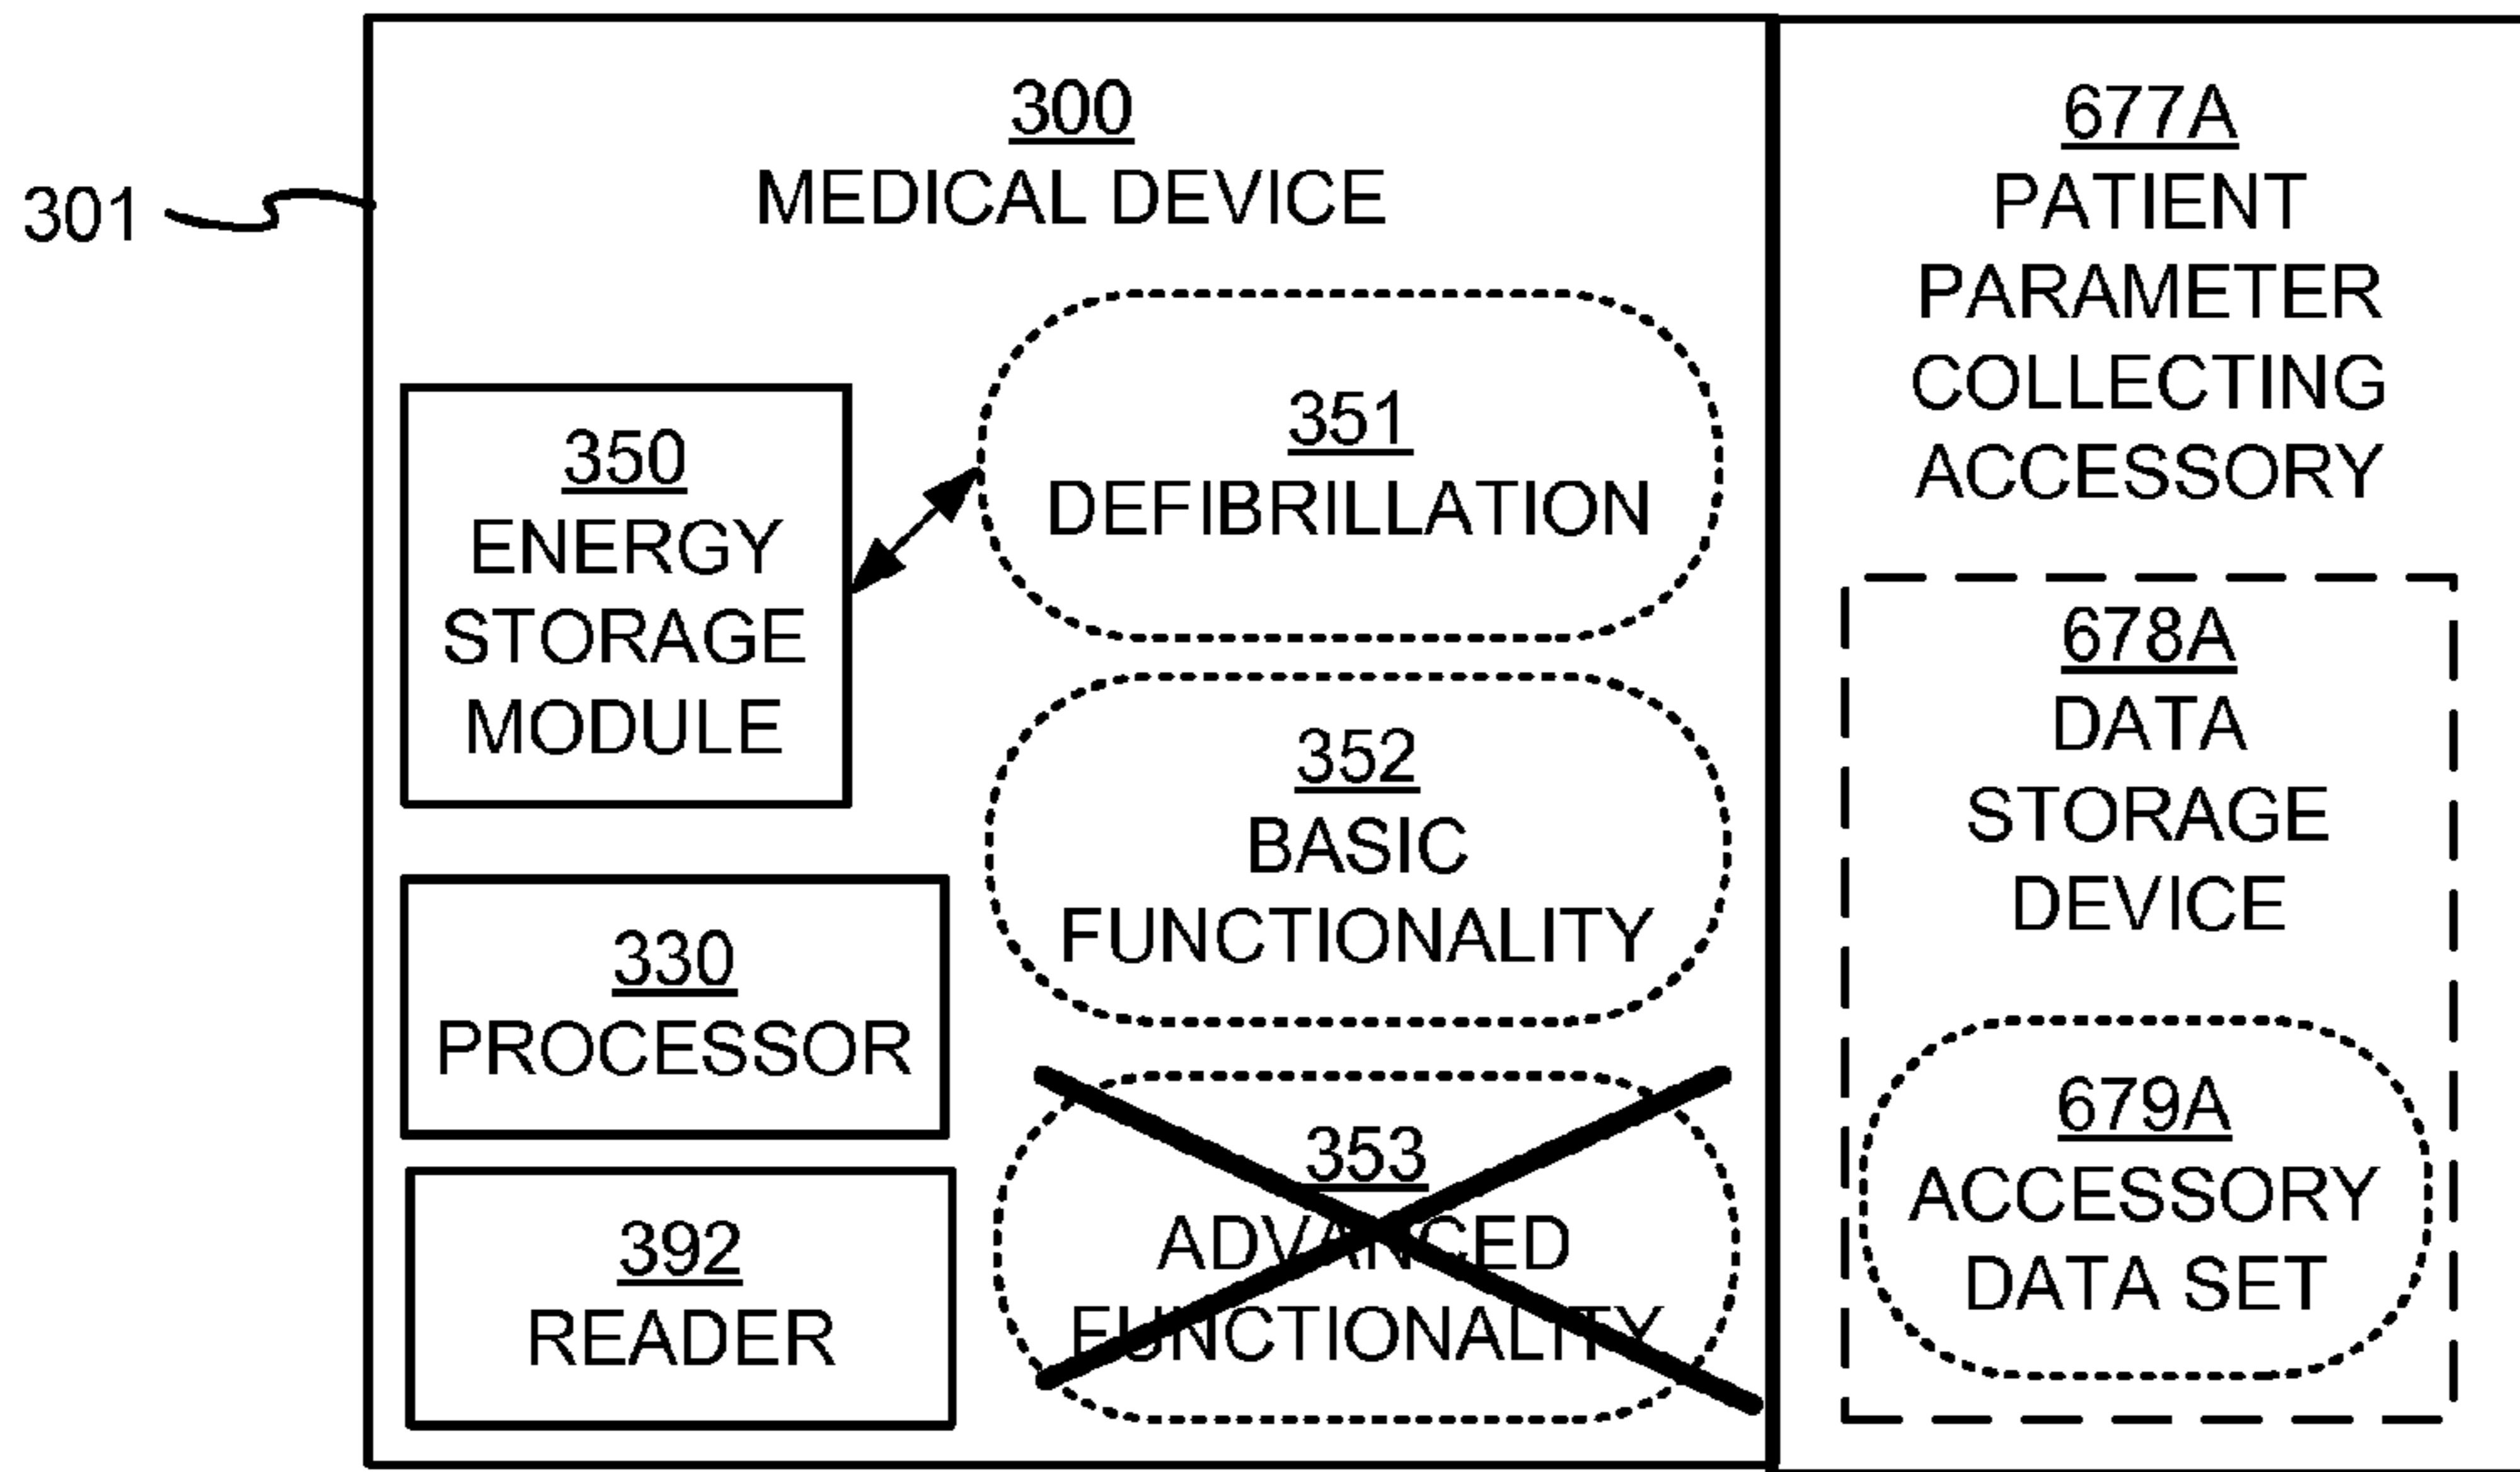 301
300
MEDICAL DEVICE
350
ENERGY
STORAGE
MODULE
351
DEFIBRILLATION
352
BASIC
FUNCTIONALITY
330
PROCESSOR
392
READER
353
ADVANCED
FUNCTIONALITY
677A
PATIENT
PARAMETER
COLLECTING
ACCESSORY
678A
DATA
STORAGE
DEVICE
679A
ACCESSORY
DATA SET